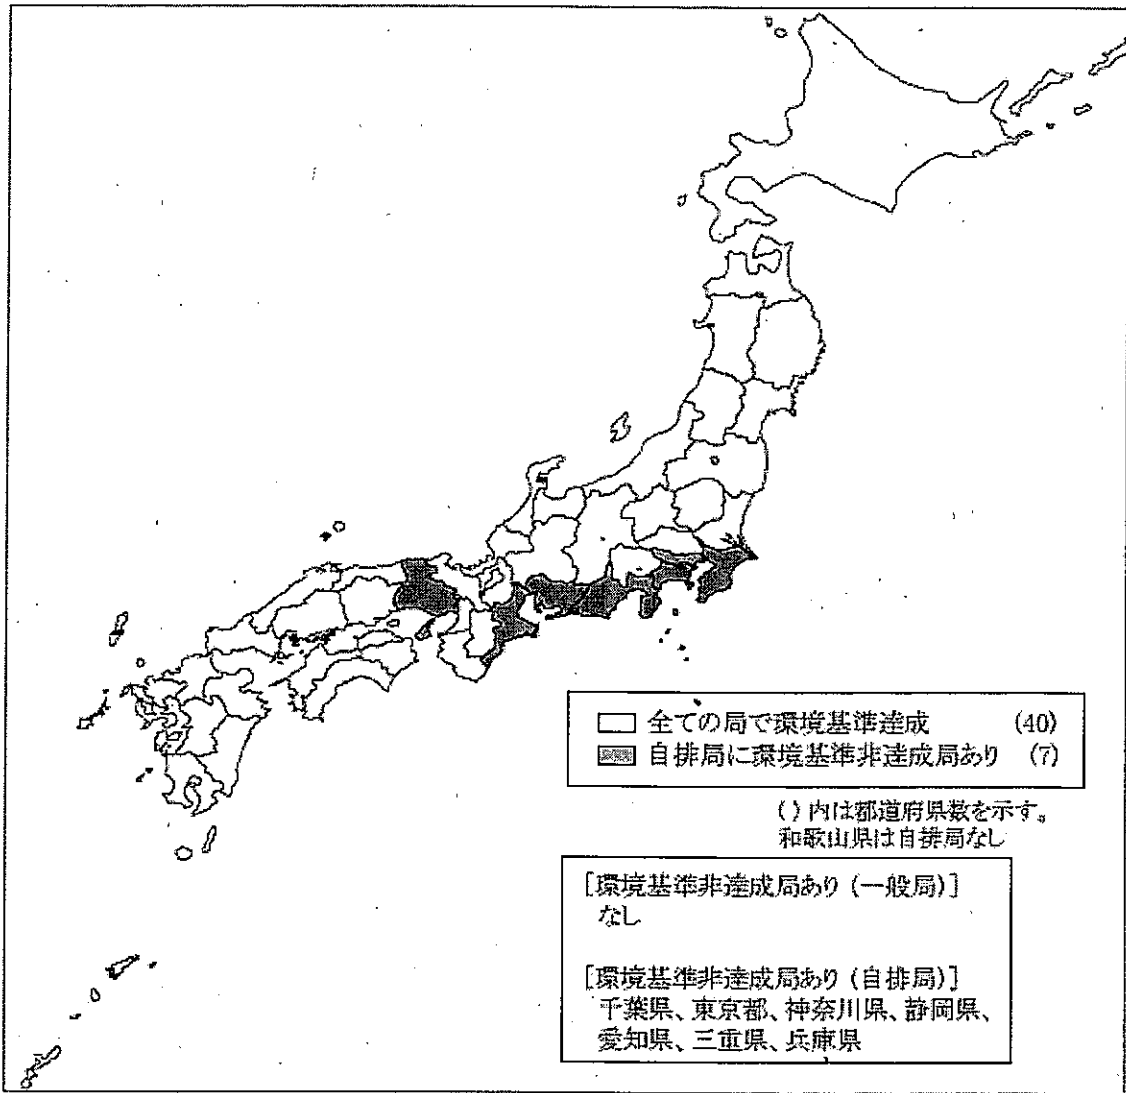 全ての局で環境基準達成 (40)
自排局に環境基準非達成局あり (7)
( ) 内は都道府県数を示す。
和歌山県は自排局なし
[環境基準非達成局あり (一般局)]
なし
[環境基準非達成局あり (自排局)]
千葉県、東京都、神奈川県、静岡県、
愛知県、三重県、兵庫県